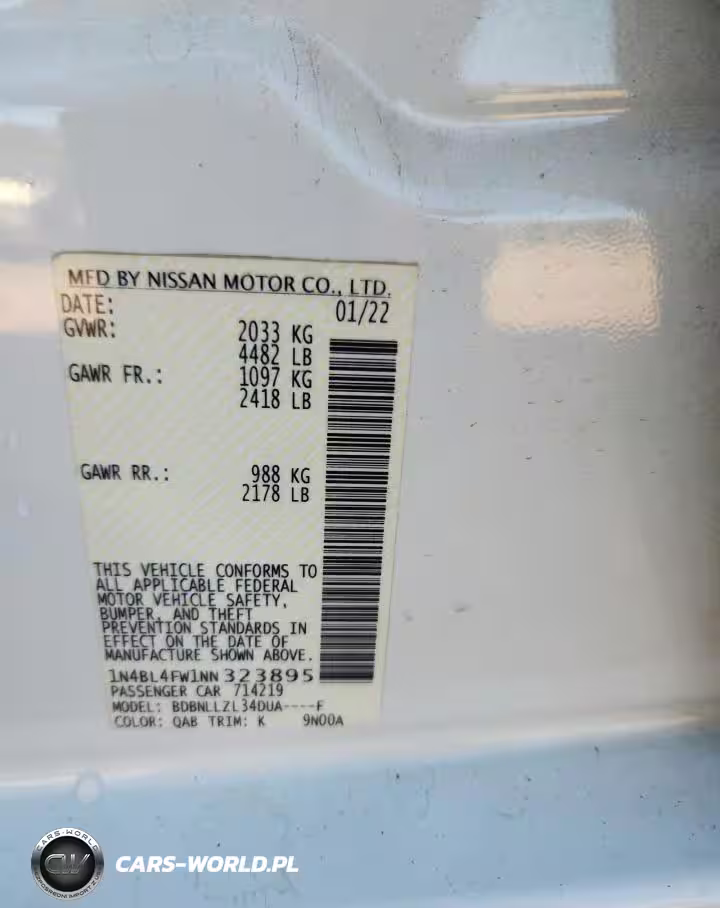 MFD BY NISSAN MOTOR CO., LTD.
DATE: 01/22
GVWR: 2033 KG
4482 LB
GAWR FR.: 1097 KG
2418 LB
GAWR RR.: 988 KG
2178 LB
THIS VEHICLE CONFORMS TO
ALL APPLICABLE FEDERAL
MOTOR VEHICLE SAFETY,
BUMPER, AND THEFT
PREVENTION STANDARDS IN
EFFECT ON THE DATE OF
MANUFACTURE SHOWN ABOVE.
1N4BL4FW1NN323895
PASSENGER CAR 714219
MODEL: BDBNLLZL34DUA----F
COLOR: QAB TRIM: K 9N00A
CARS-WORLD
CW
CARS-WORLD.PL